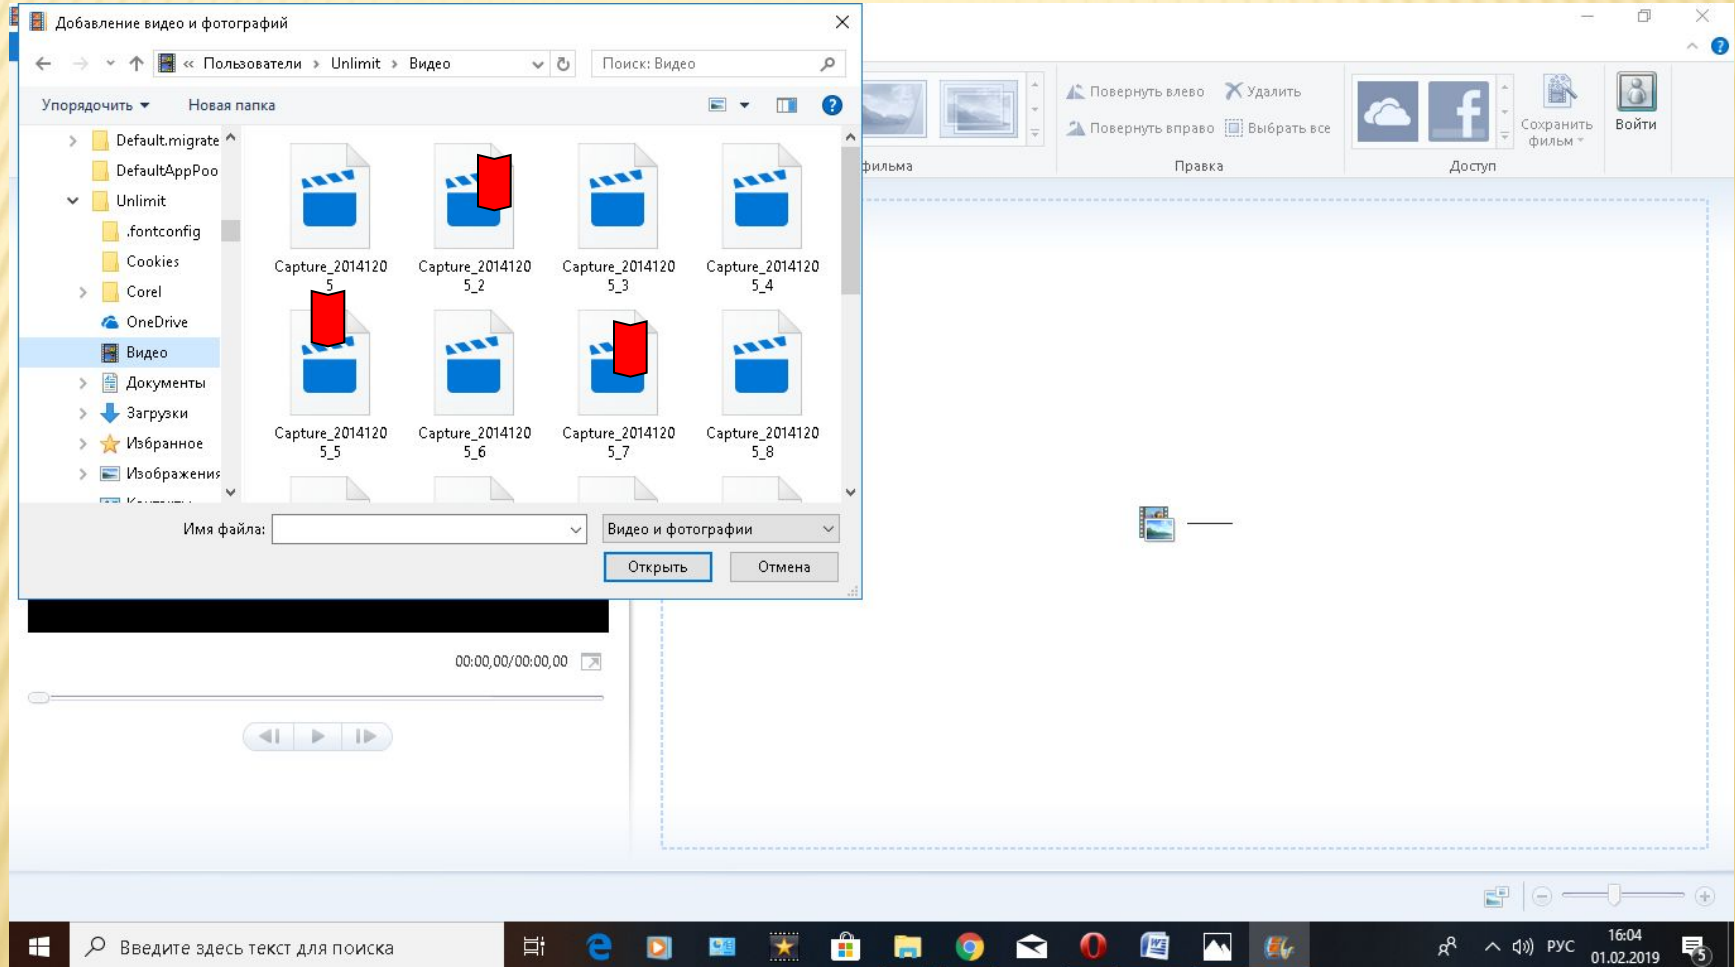 Добавление видео и фотографий
« Пользователи › Unlimit › Видео
Поиск: Видео
Упорядочить
Новая папка
Default.migrate
DefaultAppPoo
Unlimit
.fontconfig
Cookies
Corel
OneDrive
Видео
Документы
Загрузки
Избранное
Изображения
Capture_2014120
5
Capture_2014120
5_2
Capture_2014120
5_3
Capture_2014120
5_4
Capture_2014120
5_5
Capture_2014120
5_6
Capture_2014120
5_7
Capture_2014120
5_8
Имя файла:
Видео и фотографии
Открыть
Отмена
Повернуть влево
Удалить
Повернуть вправо
Выбрать все
Сохранить
фильм
Войти
фильма
Правка
Доступ
00:00,00/00:00,00
Введите здесь текст для поиска
РУС
16:04
01.02.2019
5